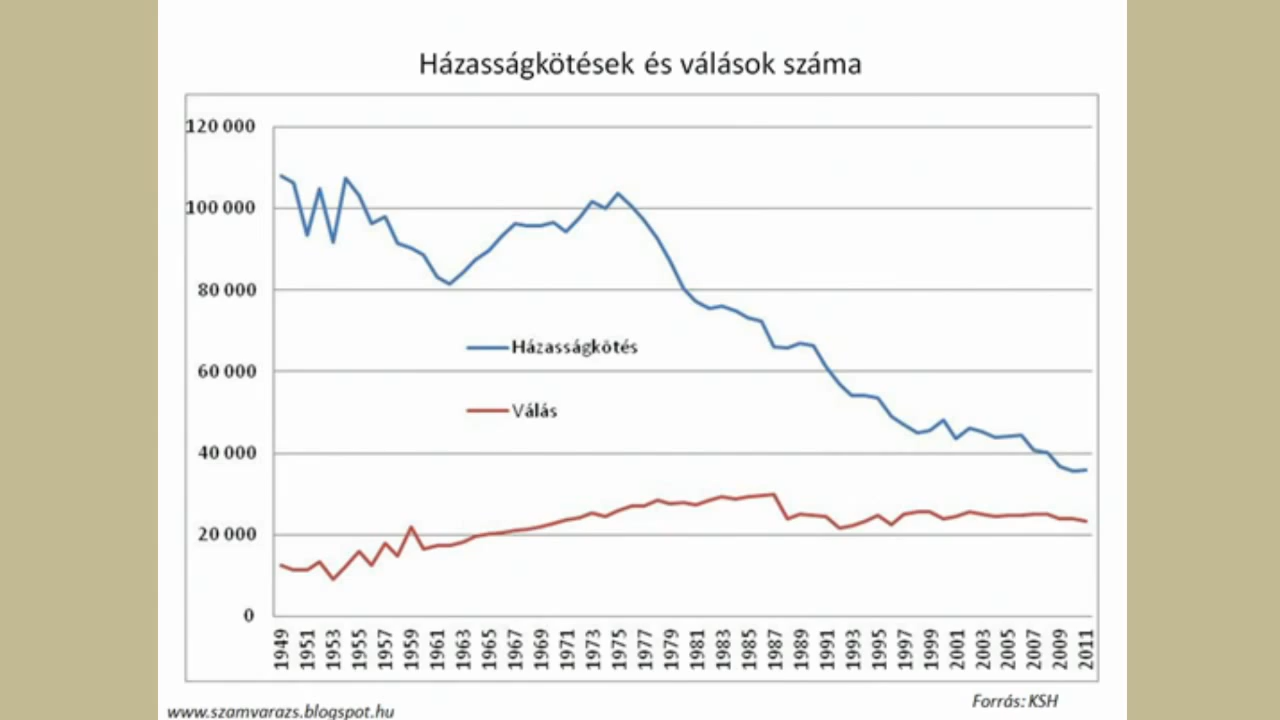 Házasságkötések és válások száma
120 000
100 000
80 000
60 000
40 000
20 000
0
Házasságkötés
Válás
1949 1951 1953 1955 1957 1959 1961 1963 1965 1967 1969 1971 1973 1975 1977 1979 1981 1983 1985 1987 1989 1991 1993 1995 1997 1999 2001 2003 2005 2007 2009 2011
Forrás: KSH
www.szamvarazs.blogspot.hu